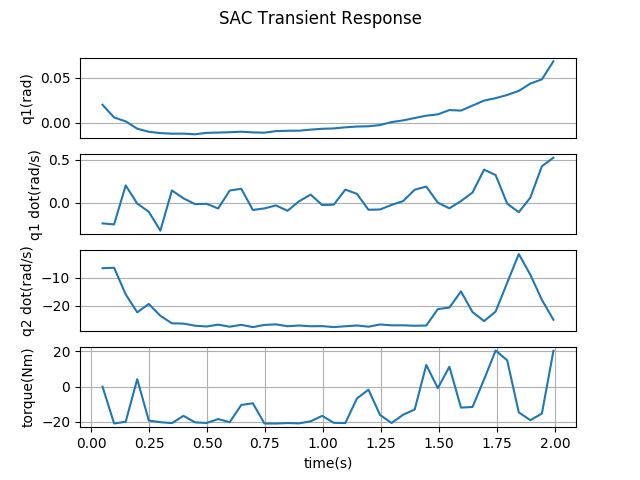 SAC Transient Response
q1(rad)
0.05
0.00
q1 dot(rad/s)
0.5
0.0
q2 dot(rad/s)
−10
−20
torque(Nm)
20
0
−20
0.00 0.25 0.50 0.75 1.00 1.25 1.50 1.75 2.00
time(s)